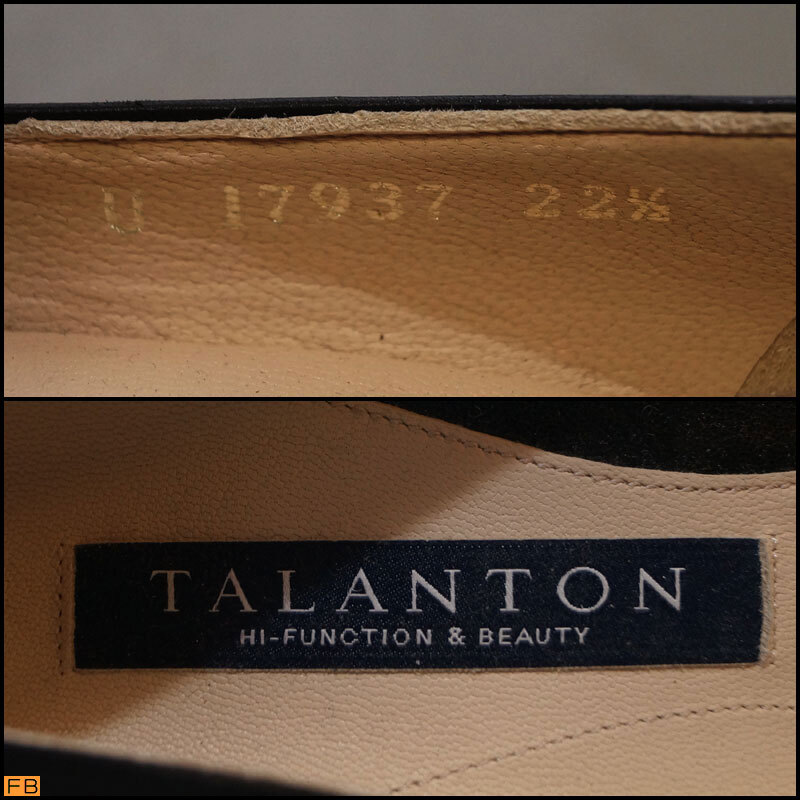 U 17937 22½
TALANTON
HI-FUNCTION & BEAUTY
FB